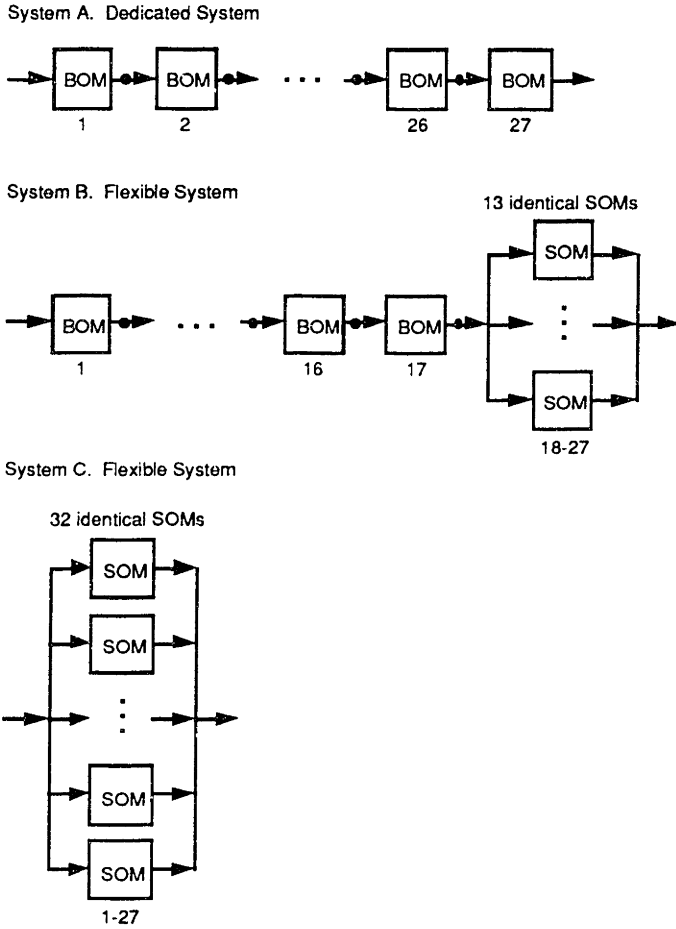 System A. Dedicated System
BOM BOM . . . BOM BOM
1 2 26 27
System B. Flexible System
13 identical SOMs
SOM
BOM . . . BOM BOM
1 16 17
SOM
18-27
System C. Flexible System
32 identical SOMs
SOM
SOM
SOM
SOM
1-27